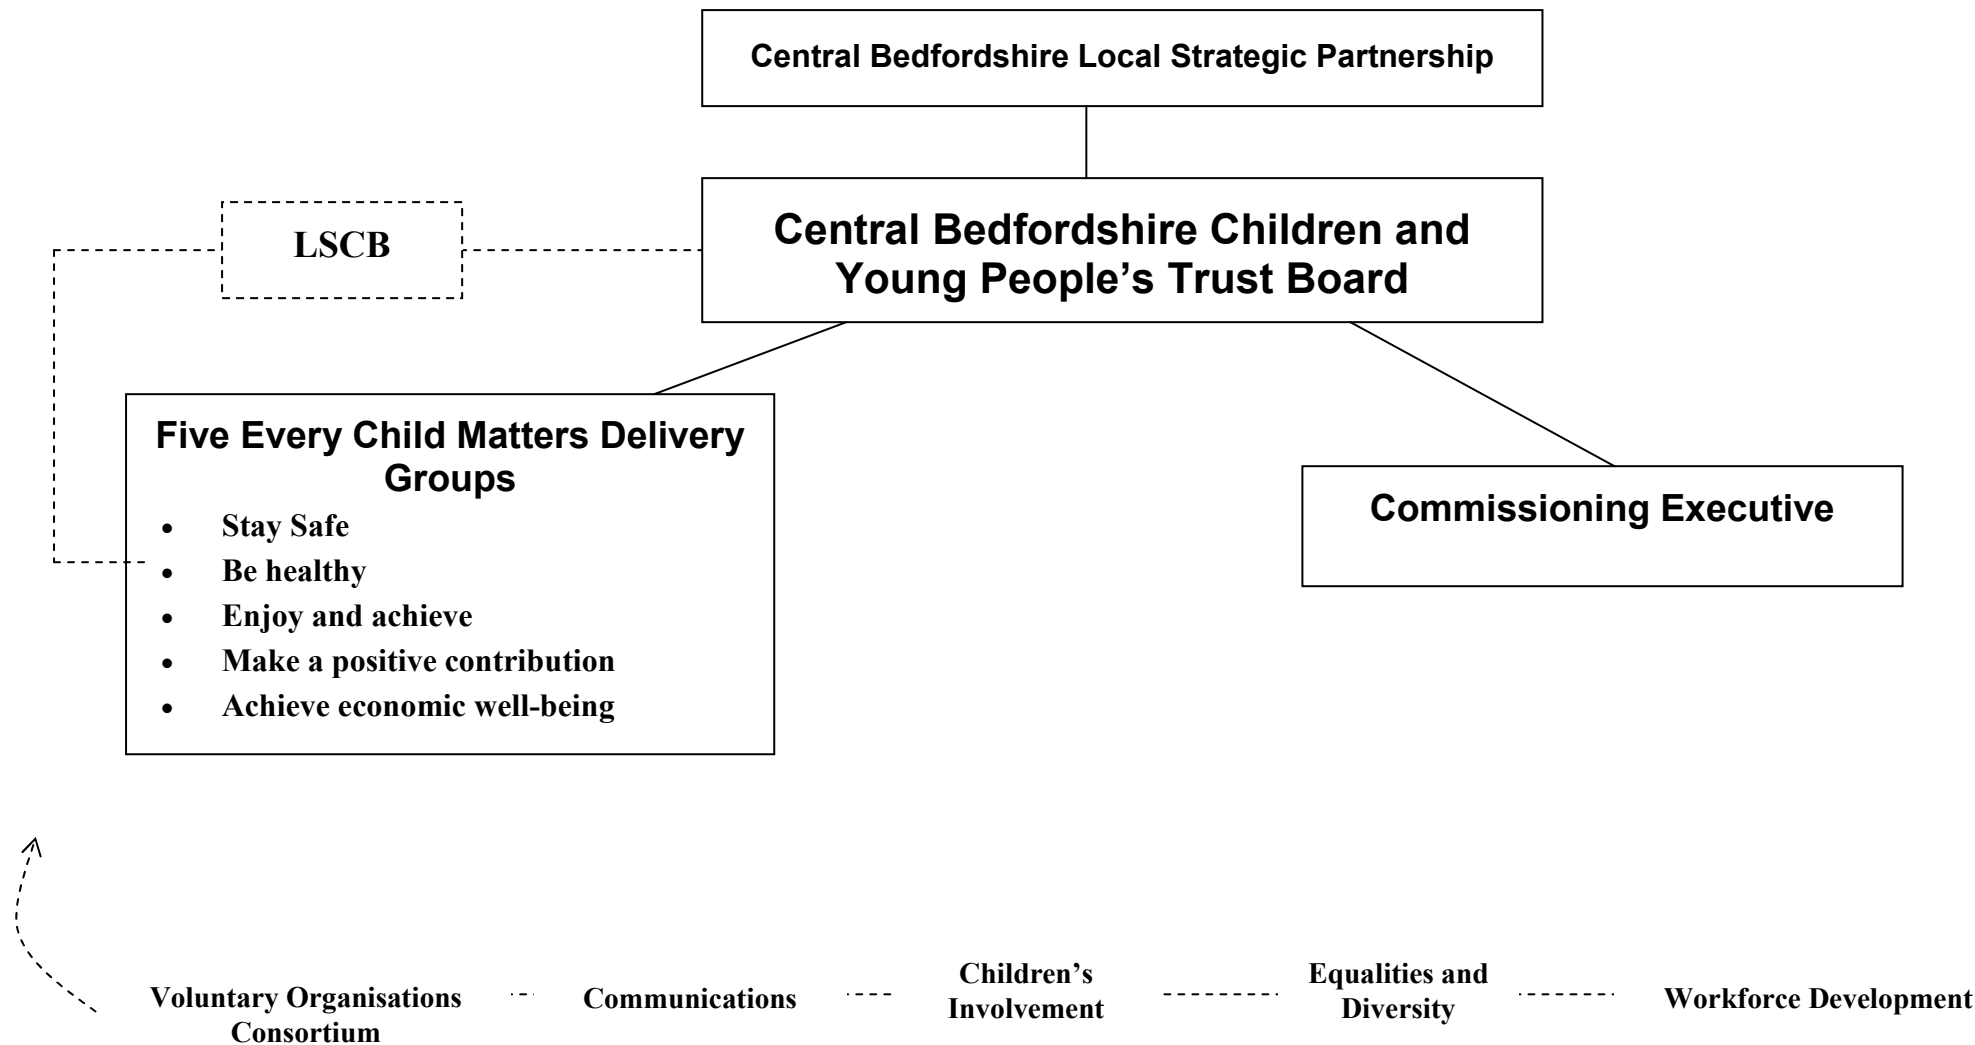 Central Bedfordshire Local Strategic Partnership
LSCB
Central Bedfordshire Children and
Young People’s Trust Board
Five Every Child Matters Delivery
Groups
• Stay Safe
• Be healthy
• Enjoy and achieve
• Make a positive contribution
• Achieve economic well-being
Commissioning Executive
Voluntary Organisations
Consortium
Communications
Children’s
Involvement
Equalities and
Diversity
Workforce Development